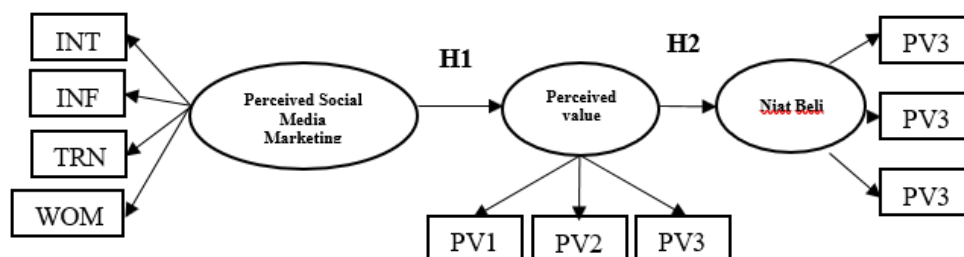 INT
INF
TRN
WOM
Perceived Social
Media
Marketing
H1
Perceived
value
H2
Niat Beli
PV3
PV3
PV3
PV1
PV2
PV3